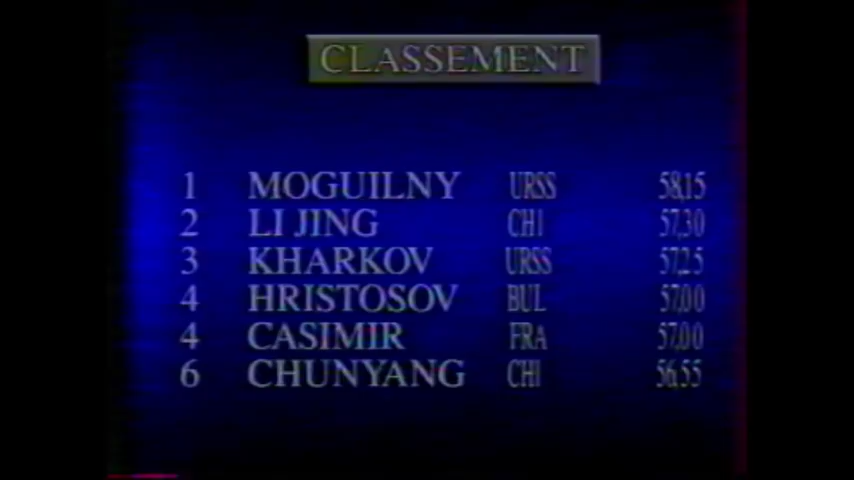 CLASSEMENT
1 MOGUILNY URSS 58,15
2 LI JING CHI 57,30
3 KHARKOV URSS 57,25
4 HRISTOSOV BUL 57,00
4 CASIMIR FRA 57,00
6 CHUNYANG CHI 56,55